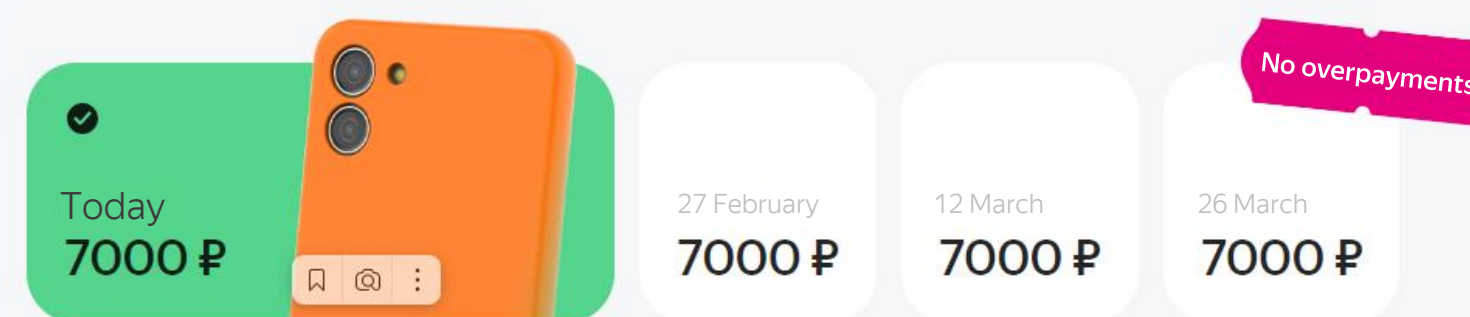 No overpayments
Today
7000 ₽
27 February
7000 ₽
12 March
7000 ₽
26 March
7000 ₽